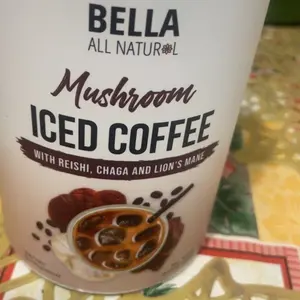 BELLA
ALL NATURAL
Mushroom
ICED COFFEE
WITH REISHI, CHAGA AND LION'S MANE